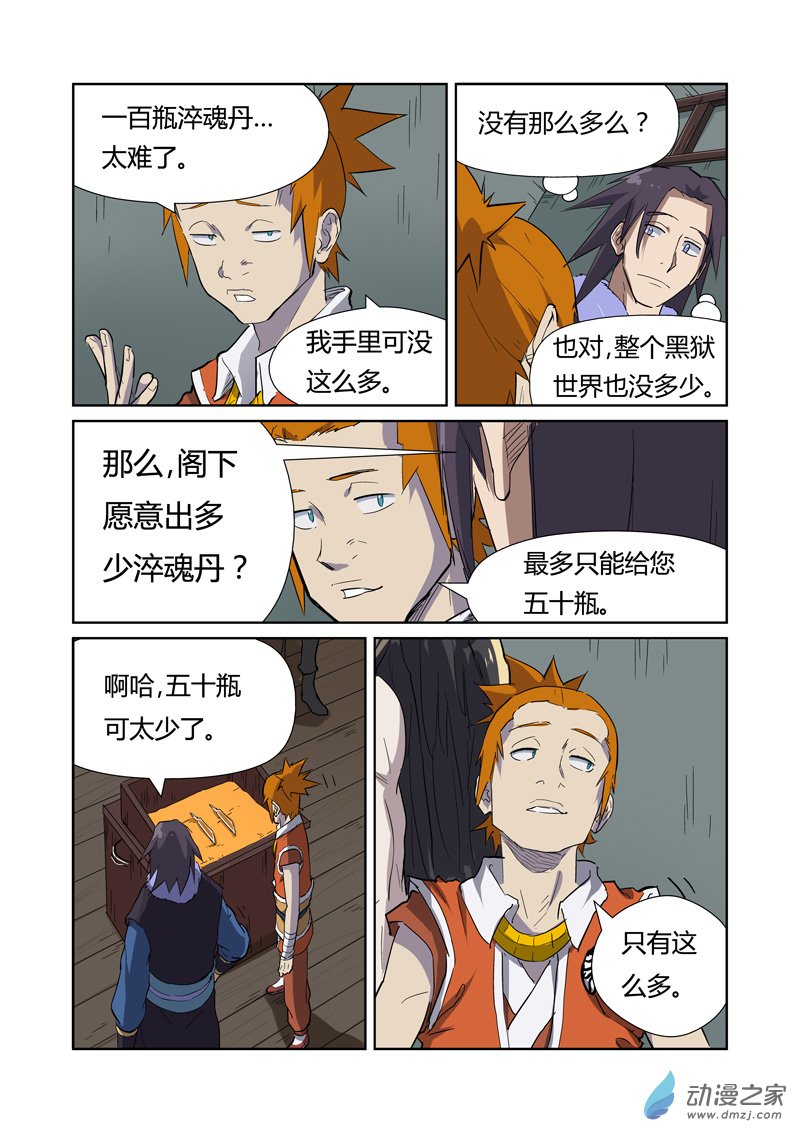 一百瓶淬魂丹…
太难了。
我手里可没
这么多。
没有那么多么？
也对，整个黑狱
世界也没多少。
那么，阁下
愿意出多
少淬魂丹？
最多只能给您
五十瓶。
啊哈，五十瓶
可太少了。
只有这
么多。
动漫之家
www.dmzj.com